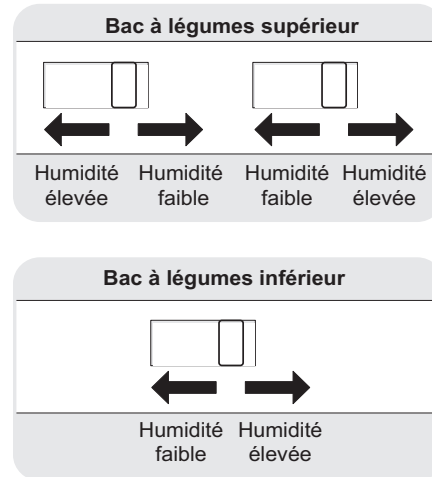 Bac à légumes supérieur
Humidité Humidité Humidité Humidité
élevée faible faible élevée
Bac à légumes inférieur
Humidité Humidité
faible élevée